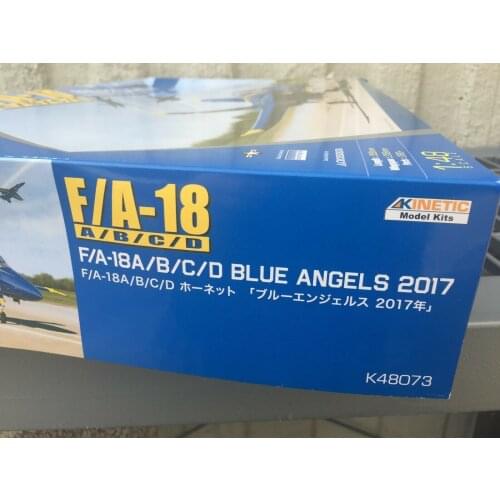 F/A-18
A/B/C/D
F/A-18A/B/C/D BLUE ANGELS 2017
F/A-18A/B/C/D ホーネット 「ブルーエンジェルス 2017年」
KINETIC
Model Kits
1:48
K48073